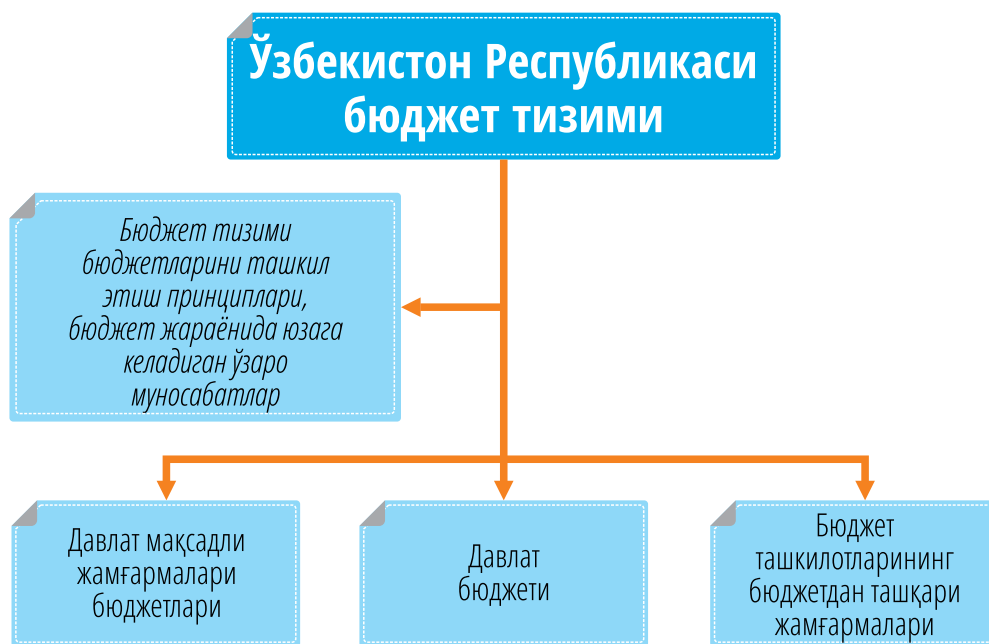 Ўзбекистон Республикаси
бюджет тизими
Бюджет тизими
бюджетларини ташкил
этиш принциплари,
бюджет жараёнида юзага
келадиган ўзаро
муносабатлар
Давлат мақсадли
жамғармалари
бюджетлари
Давлат
бюджети
Бюджет
ташкилотларининг
бюджетдан ташқари
жамғармалари